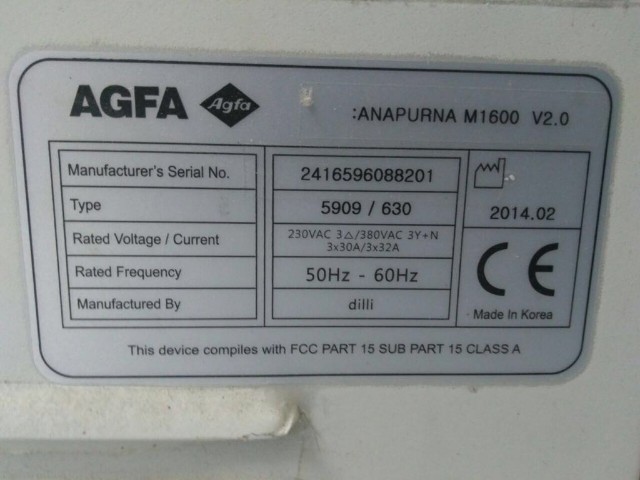 AGFA Agfa :ANAPURNA M1600 V2.0
Manufacturer's Serial No. 2416596088201
Type 5909 / 630 2014.02
Rated Voltage / Current 230VAC 3△/380VAC 3Y+N
3x30A/3x32A
Rated Frequency 50Hz - 60Hz CE
Manufactured By dilli Made In Korea
This device compiles with FCC PART 15 SUB PART 15 CLASS A